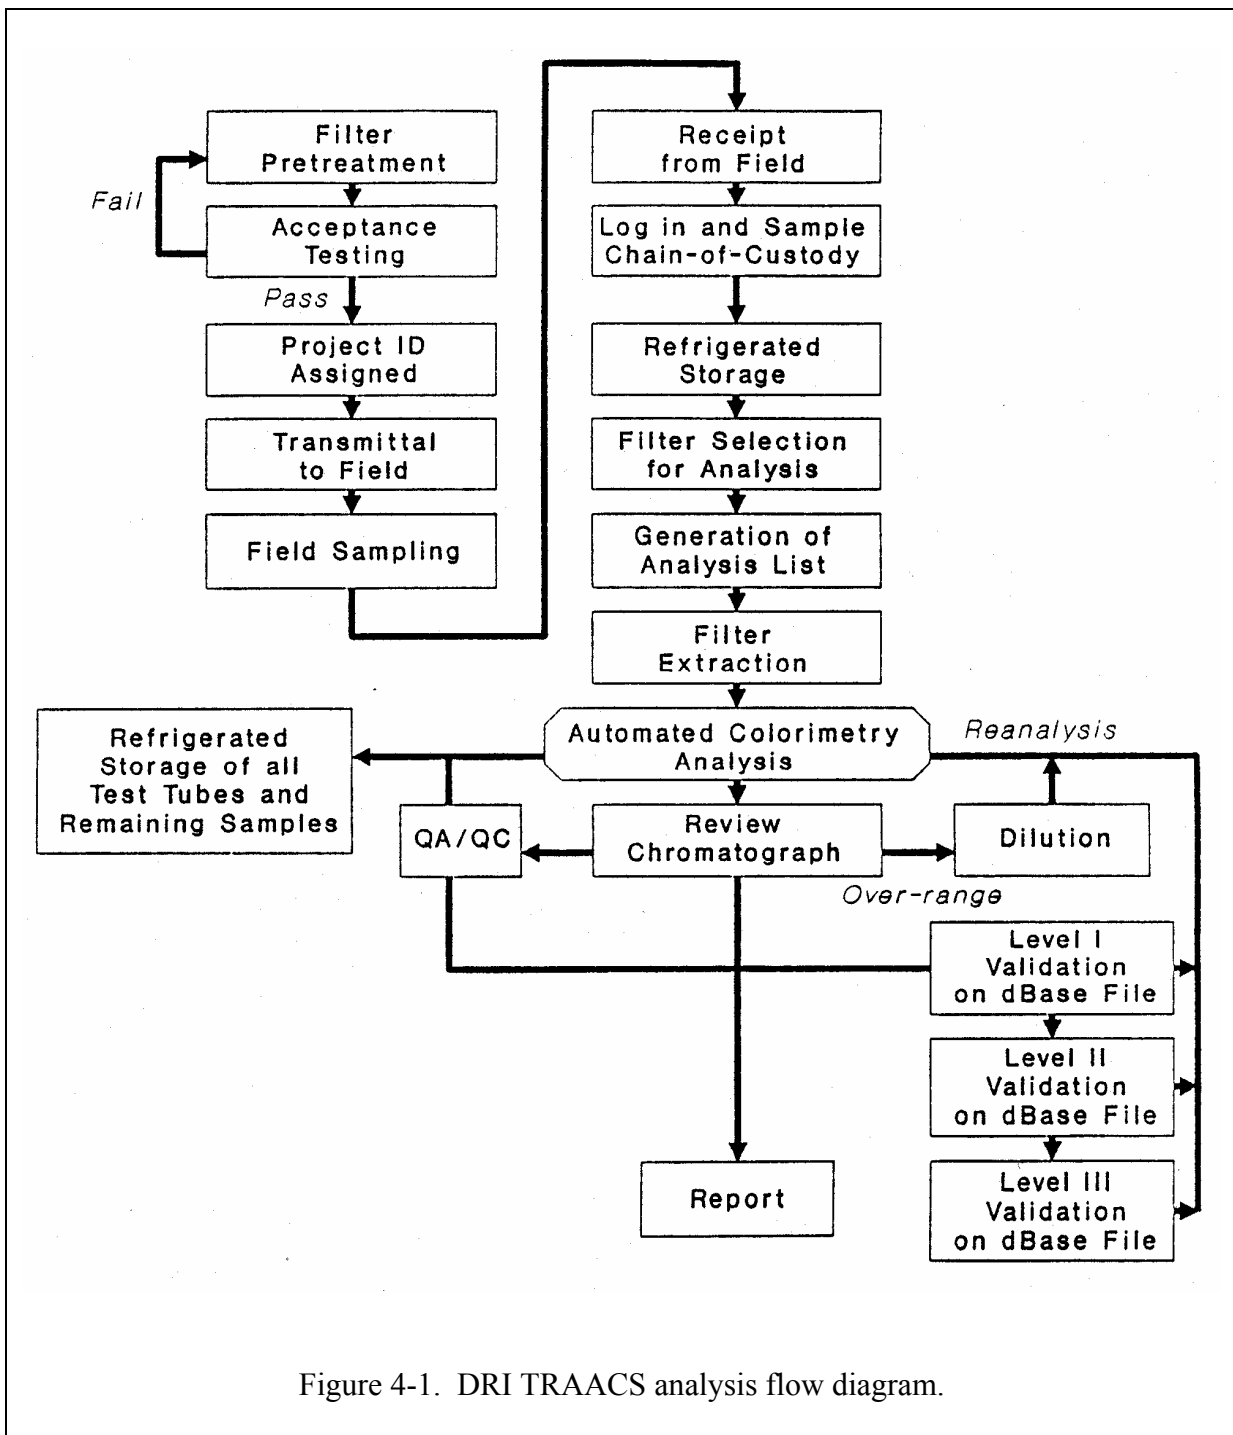 Filter
Pretreatment
Fail
Acceptance
Testing
Pass
Project ID
Assigned
Transmittal
to Field
Field Sampling
Receipt
from Field
Log in and Sample
Chain-of-Custody
Refrigerated
Storage
Filter Selection
for Analysis
Generation of
Analysis List
Filter
Extraction
Automated Colorimetry
Analysis
Reanalysis
Refrigerated
Storage of all
Test Tubes and
Remaining Samples
QA/QC
Review
Chromatograph
Dilution
Over-range
Level I
Validation
on dBase File
Level II
Validation
on dBase File
Level III
Validation
on dBase File
Report
Figure 4-1. DRI TRAACS analysis flow diagram.